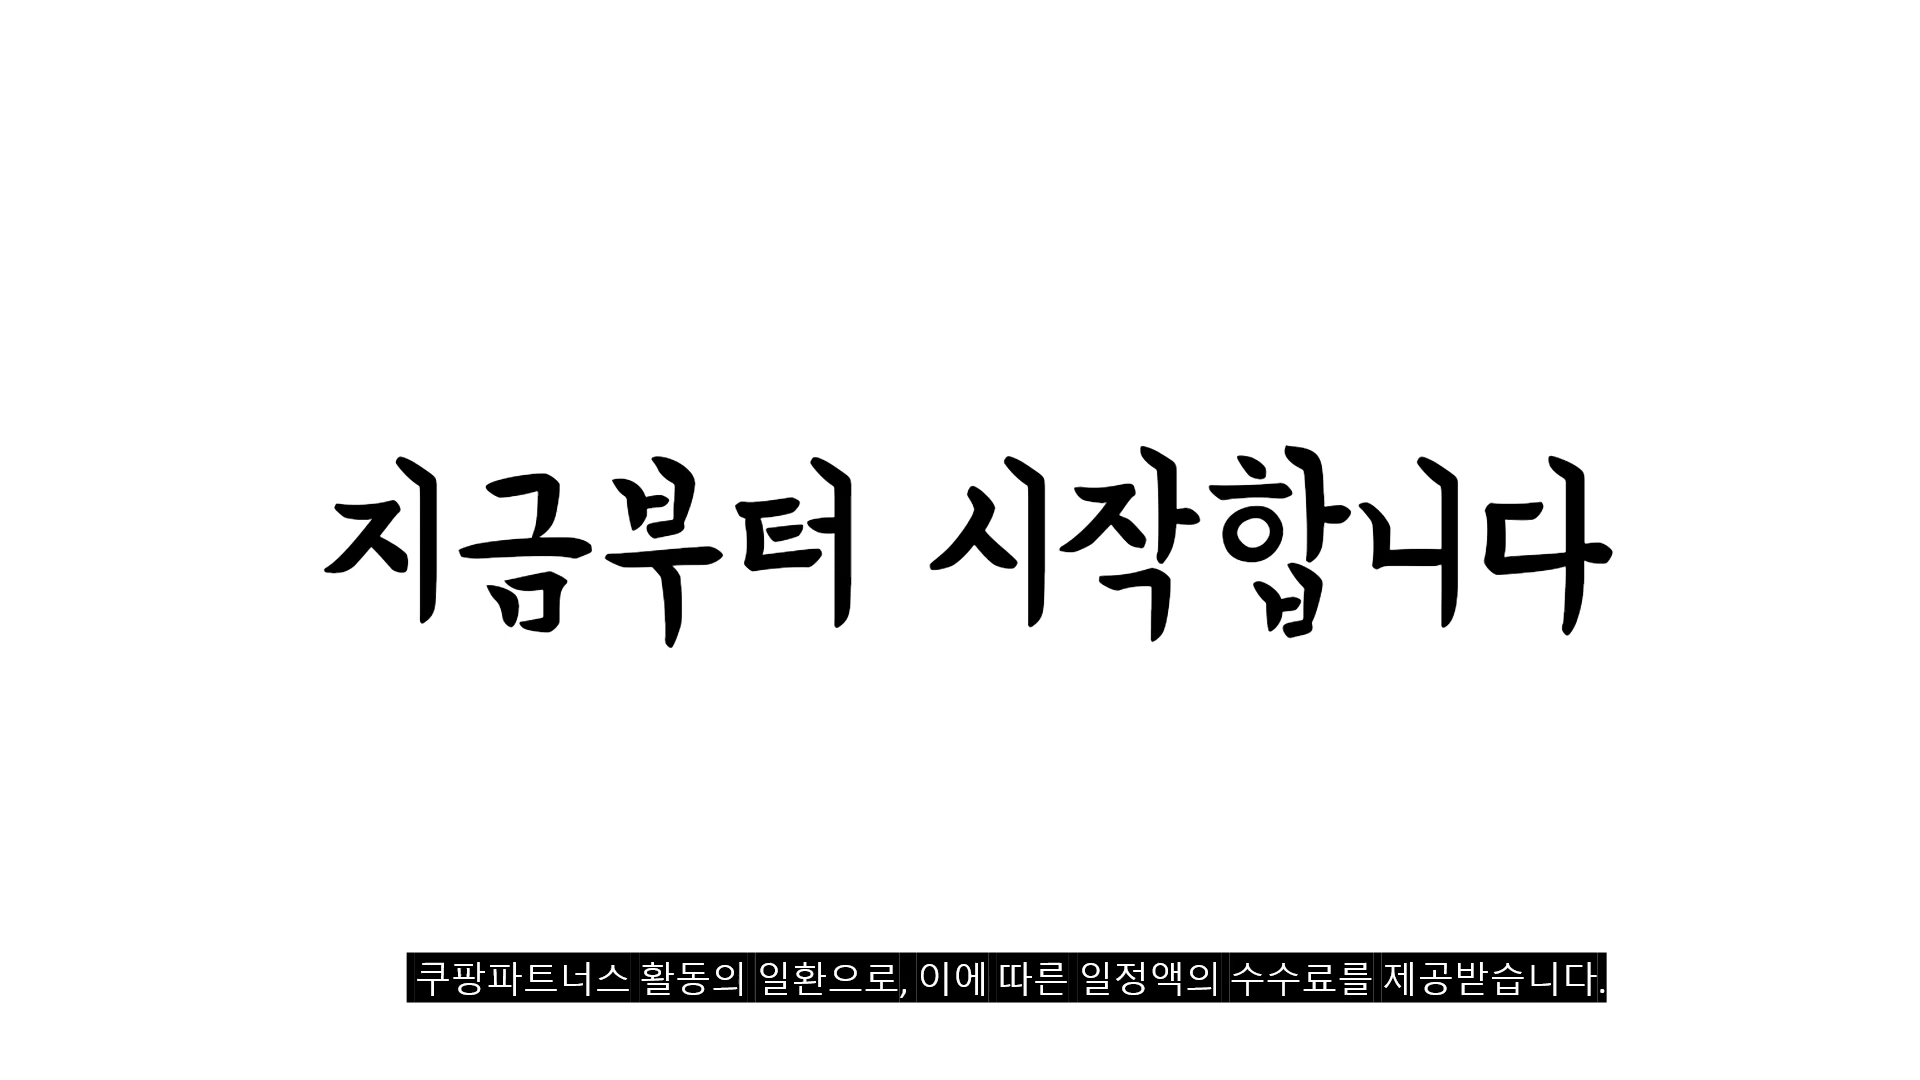 지금부터 시작합니다
쿠팡파트너스 활동의 일환으로, 이에 따른 일정액의 수수료를 제공받습니다.